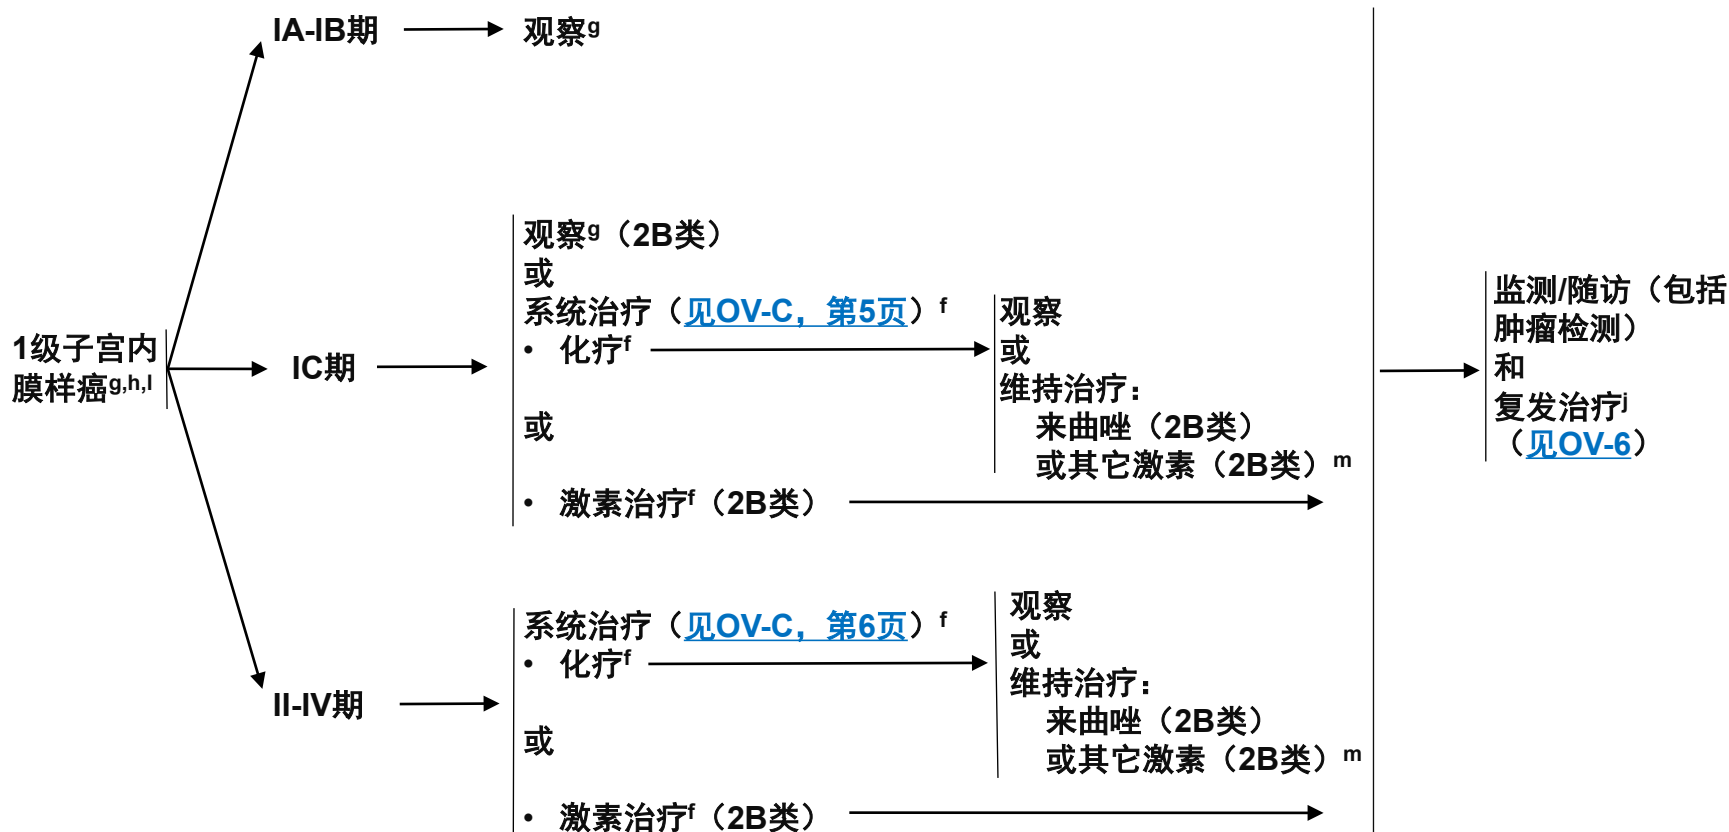 IA-IB期
观察g
观察g（2B类）
或
系统治疗（见OV-C，第5页）f
• 化疗f
或
• 激素治疗f（2B类）
观察
或
维持治疗：
来曲唑（2B类）
或其它激素（2B类）m
1级子宫内
膜样癌g,h,l
IC期
监测/随访（包括
肿瘤检测）
和
复发治疗j
（见OV-6）
II-IV期
系统治疗（见OV-C，第6页）f
• 化疗f
或
• 激素治疗f（2B类）
观察
或
维持治疗：
来曲唑（2B类）
或其它激素（2B类）m